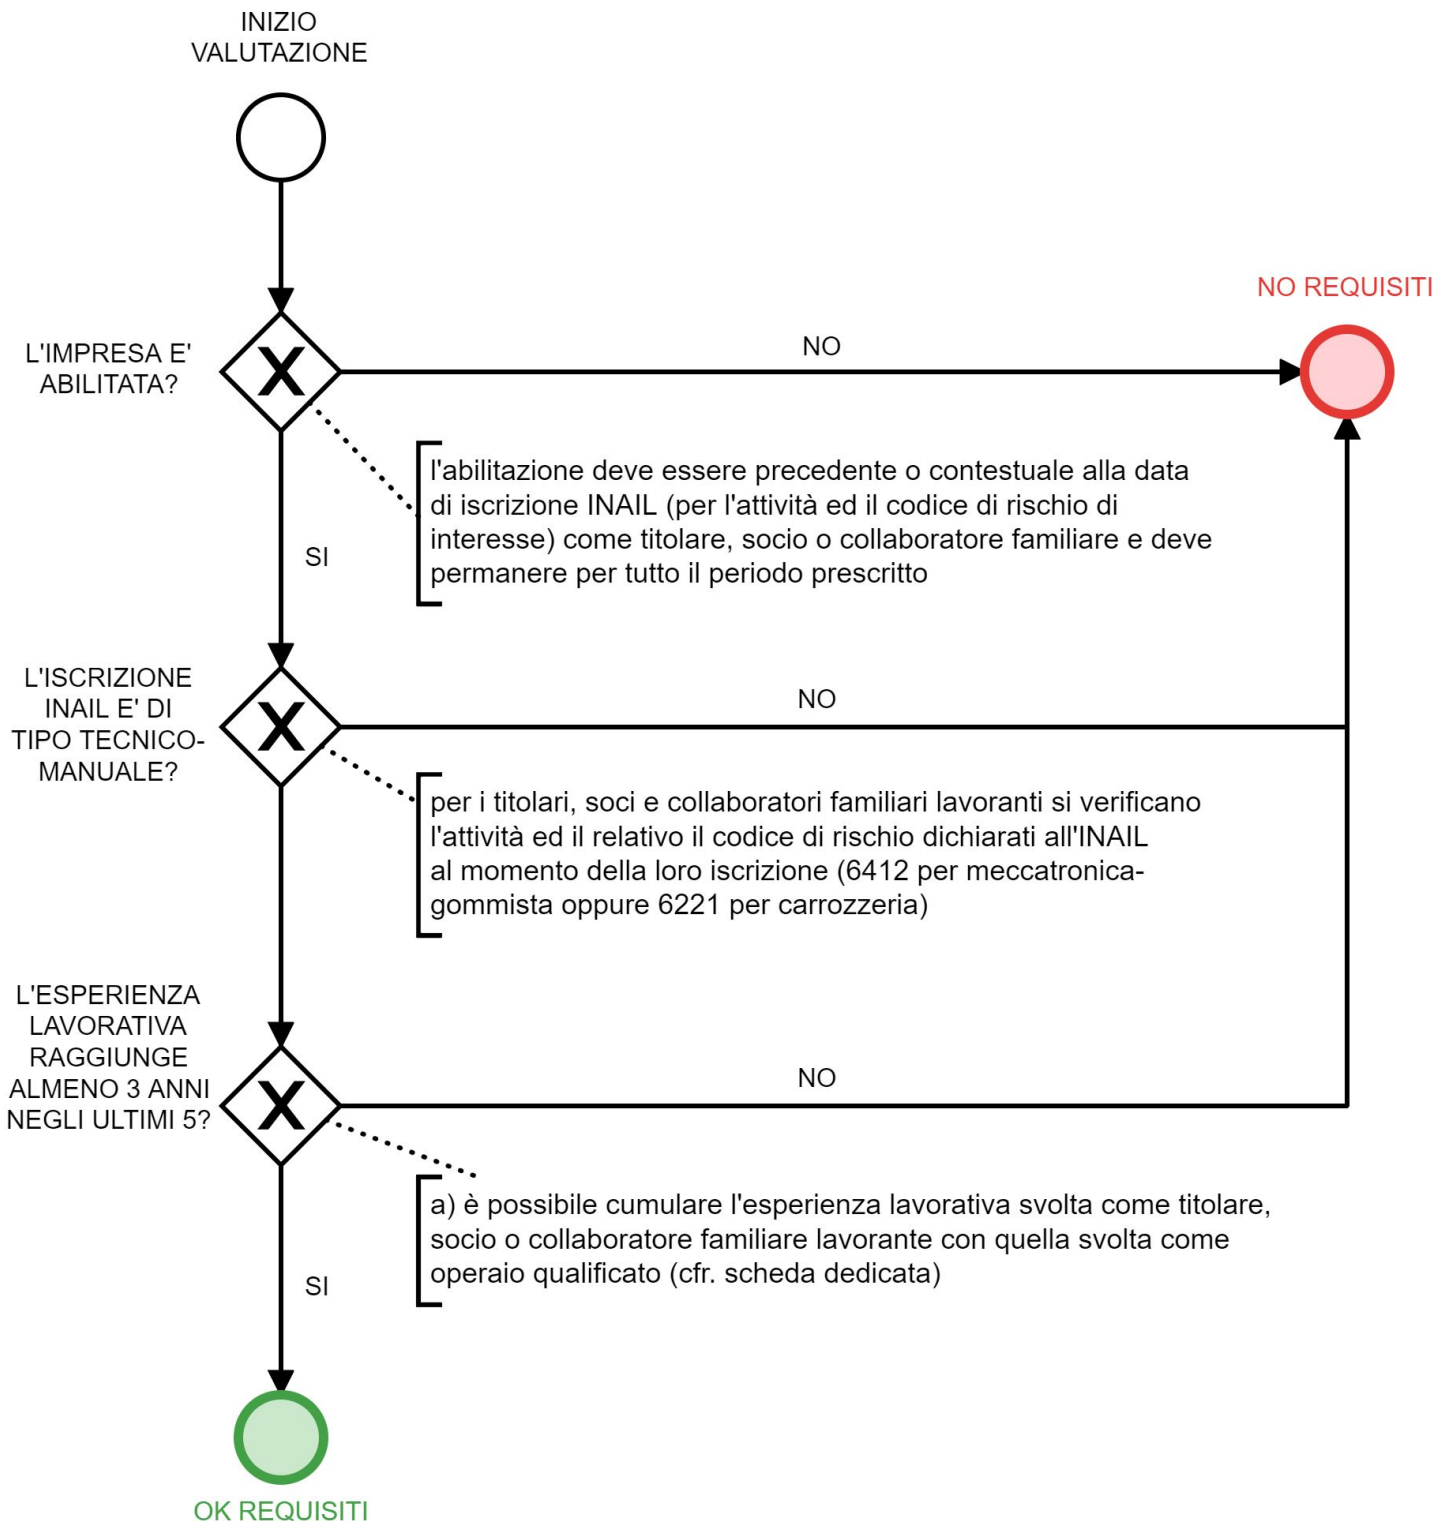 INIZIO
VALUTAZIONE
NO REQUISITI
L'IMPRESA E'
ABILITATA?
X
NO
l'abilitazione deve essere precedente o contestuale alla data
di iscrizione INAIL (per l'attività ed il codice di rischio di
interesse) come titolare, socio o collaboratore familiare e deve
permanere per tutto il periodo prescritto
SI
L'ISCRIZIONE
INAIL E' DI
TIPO TECNICO-
MANUALE?
X
NO
per i titolari, soci e collaboratori familiari lavoranti si verificano
l'attività ed il relativo il codice di rischio dichiarati all'INAIL
al momento della loro iscrizione (6412 per meccatronica-
gommista oppure 6221 per carrozzeria)
L'ESPERIENZA
LAVORATIVA
RAGGIUNGE
ALMENO 3 ANNI
NEGLI ULTIMI 5?
X
NO
a) è possibile cumulare l'esperienza lavorativa svolta come titolare,
socio o collaboratore familiare lavorante con quella svolta come
operaio qualificato (cfr. scheda dedicata)
SI
OK REQUISITI